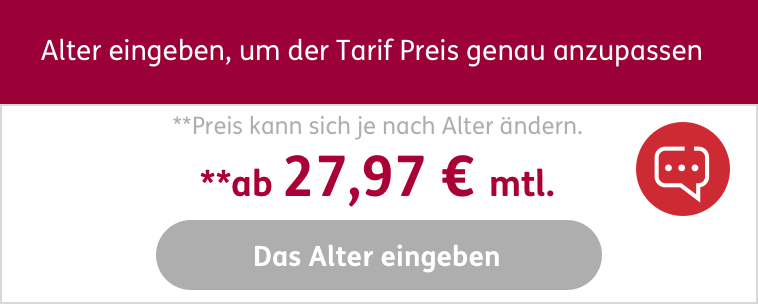 Alter eingeben, um der Tarif Preis genau anzupassen
**Preis kann sich je nach Alter ändern.
**ab 27,97 € mtl.
Das Alter eingeben